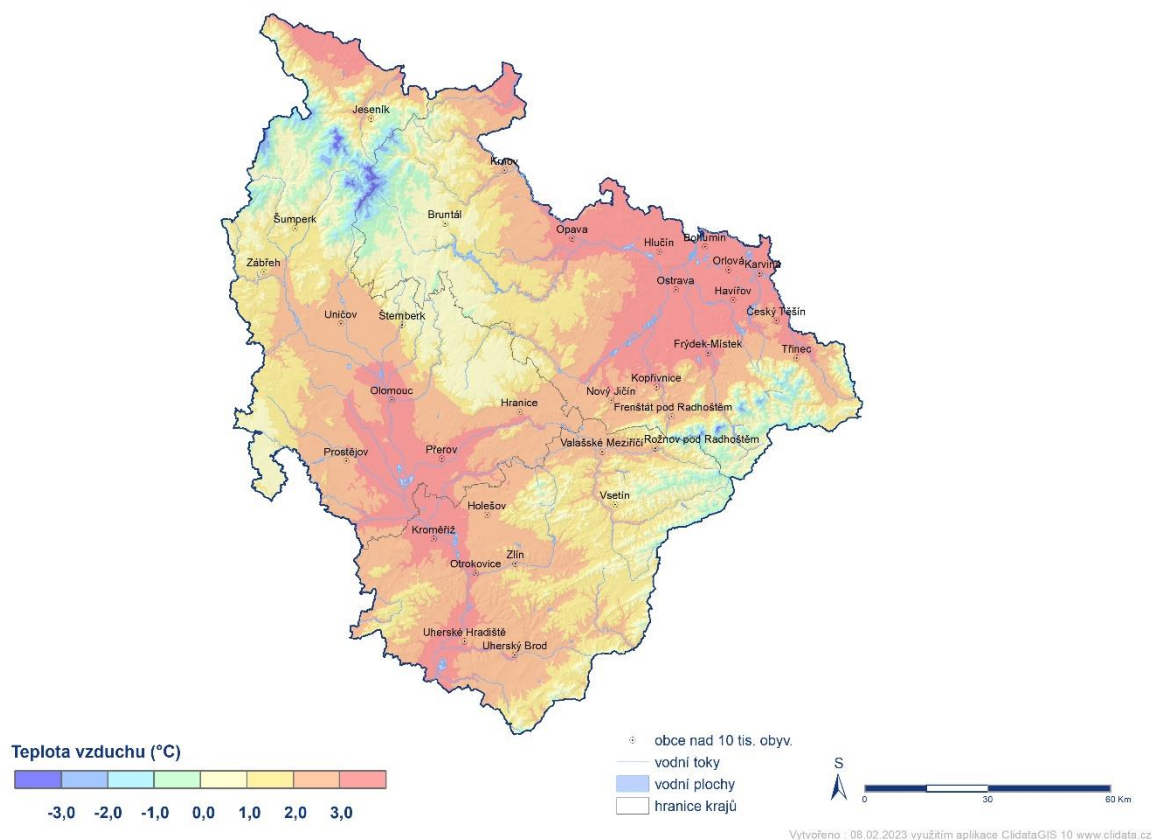 Jeseník
Krnov
Bruntál
Šumperk
Opava
Hlučín
Bohumín
Zábřeh
Orlová
Karviná
Ostrava
Havířov
Uničov
Šternberk
Český Těšín
Frýdek-Místek
Třinec
Kopřivnice
Olomouc
Nový Jičín
Hranice
Frenštát pod Radhoštěm
Valašské Meziříčí
Rožnov pod Radhoštěm
Prostějov
Přerov
Vsetín
Holešov
Kroměříž
Zlín
Otrokovice
Uherské Hradiště
Uherský Brod
Teplota vzduchu (°C)
-3,0 -2,0 -1,0 0,0 1,0 2,0 3,0
obce nad 10 tis. obyv.
vodní toky
vodní plochy
hranice krajů
S
0 30 60 Km
Vytvořeno : 08.02.2023 využitím aplikace ClidataGIS 10 www.clidata.cz